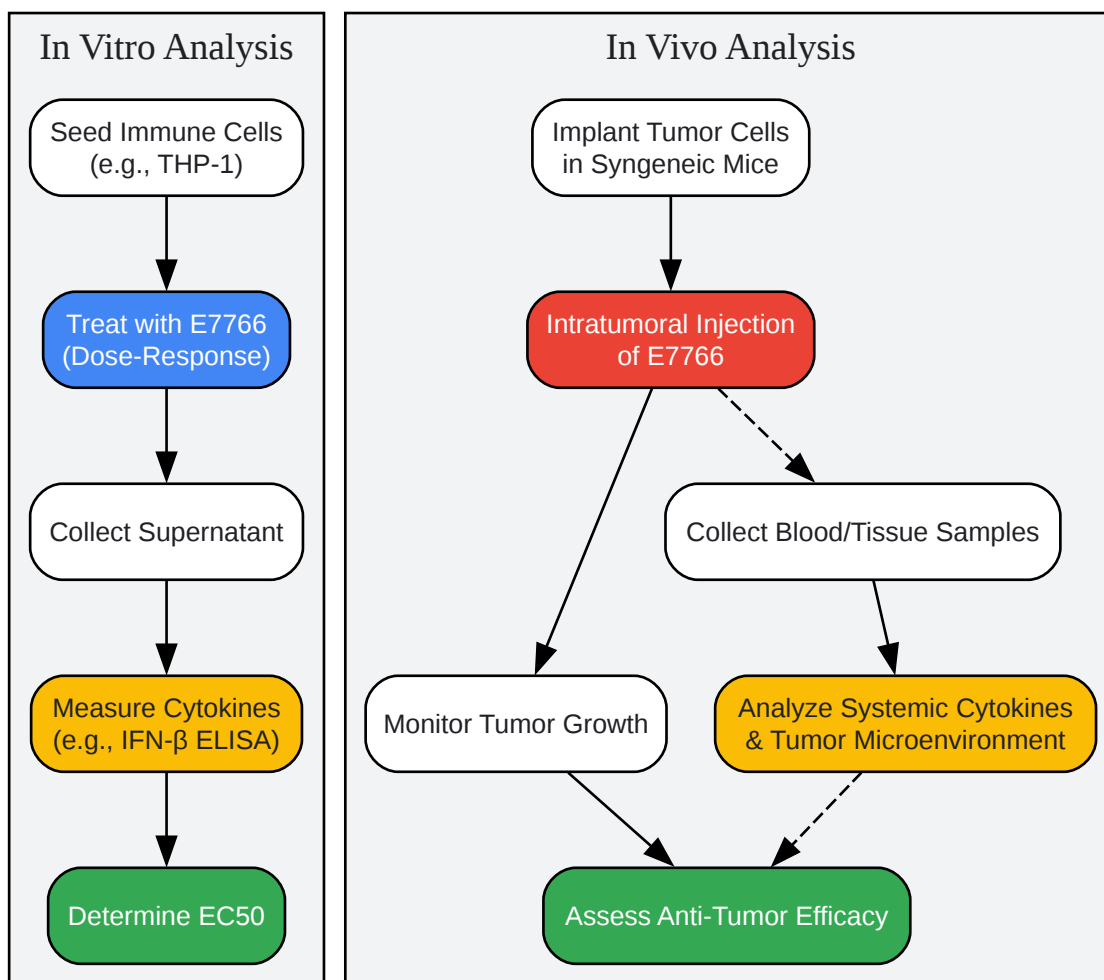 In Vitro Analysis
Seed Immune Cells
(e.g., THP-1)
Treat with E7766
(Dose-Response)
Collect Supernatant
Measure Cytokines
(e.g., IFN-β ELISA)
Determine EC50
In Vivo Analysis
Implant Tumor Cells
in Syngeneic Mice
Intratumoral Injection
of E7766
Collect Blood/Tissue Samples
Monitor Tumor Growth
Analyze Systemic Cytokines
& Tumor Microenvironment
Assess Anti-Tumor Efficacy